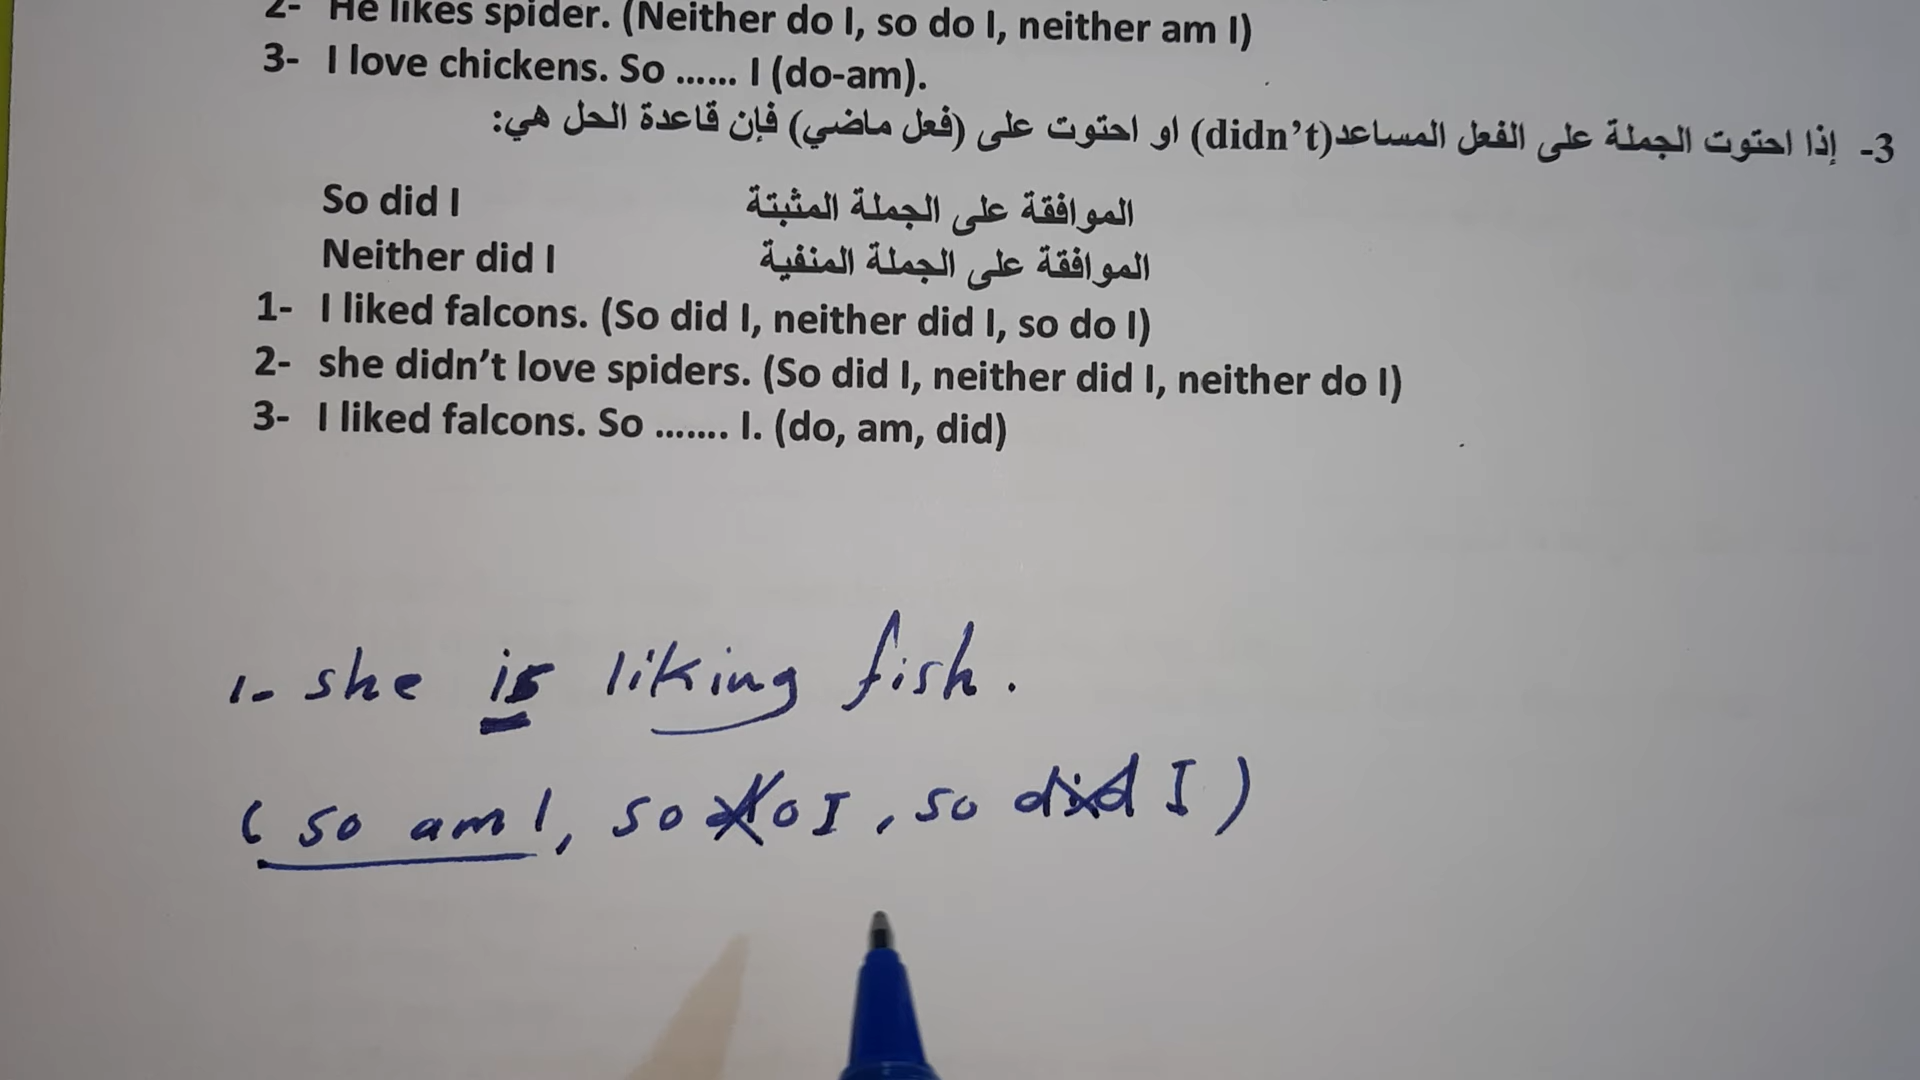 2- He likes spider. (Neither do I, so do I, neither am I)
3- I love chickens. So ...... I (do-am).
3- إذا احتوت الجملة على الفعل المساعد(didn't) او احتوت على (فعل ماضي) فإن قاعدة الحل هي:
So did I الموافقة على الجملة المثبتة
Neither did I الموافقة على الجملة المنفية
1- I liked falcons. (So did I, neither did I, so do I)
2- she didn't love spiders. (So did I, neither did I, neither do I)
3- I liked falcons. So ....... I. (do, am, did)
1- she is liking fish.
( so am I, so do I, so did I )